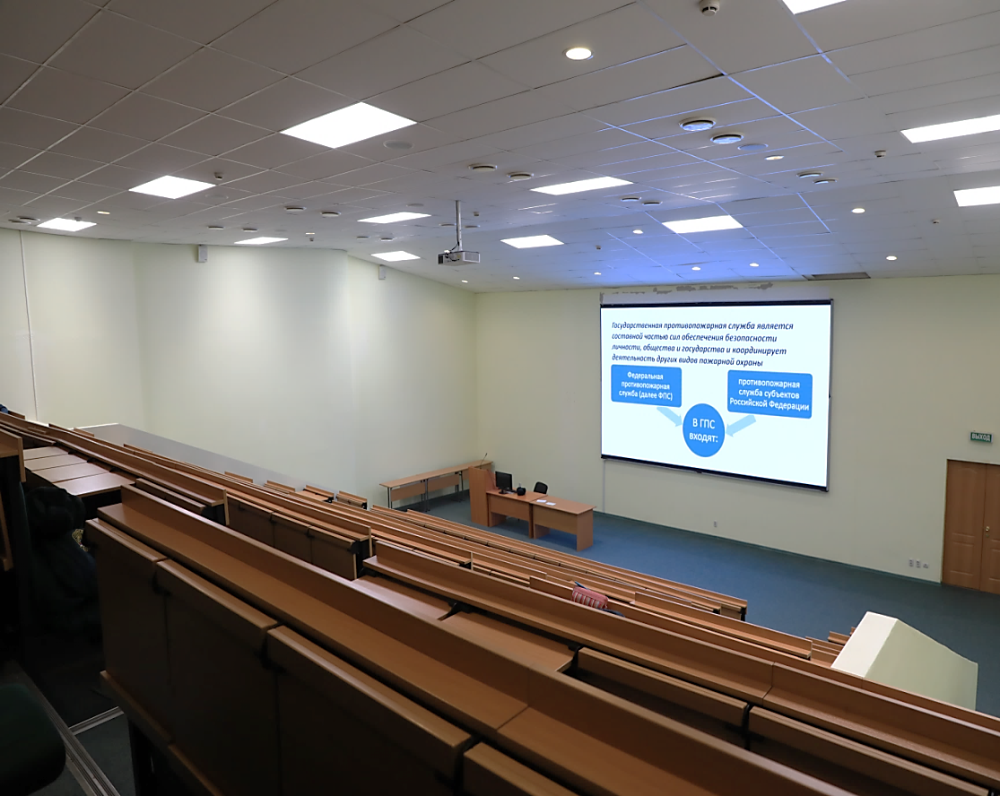 Государственная противопожарная служба является
составной частью сил обеспечения безопасности
личности, общества и государства и координирует
деятельность других видов пожарной охраны
Федеральная
противопожарная
служба (далее ФПС)
противопожарная
служба субъектов
Российской Федерации
В ГПС
входят:
ВЫХОД